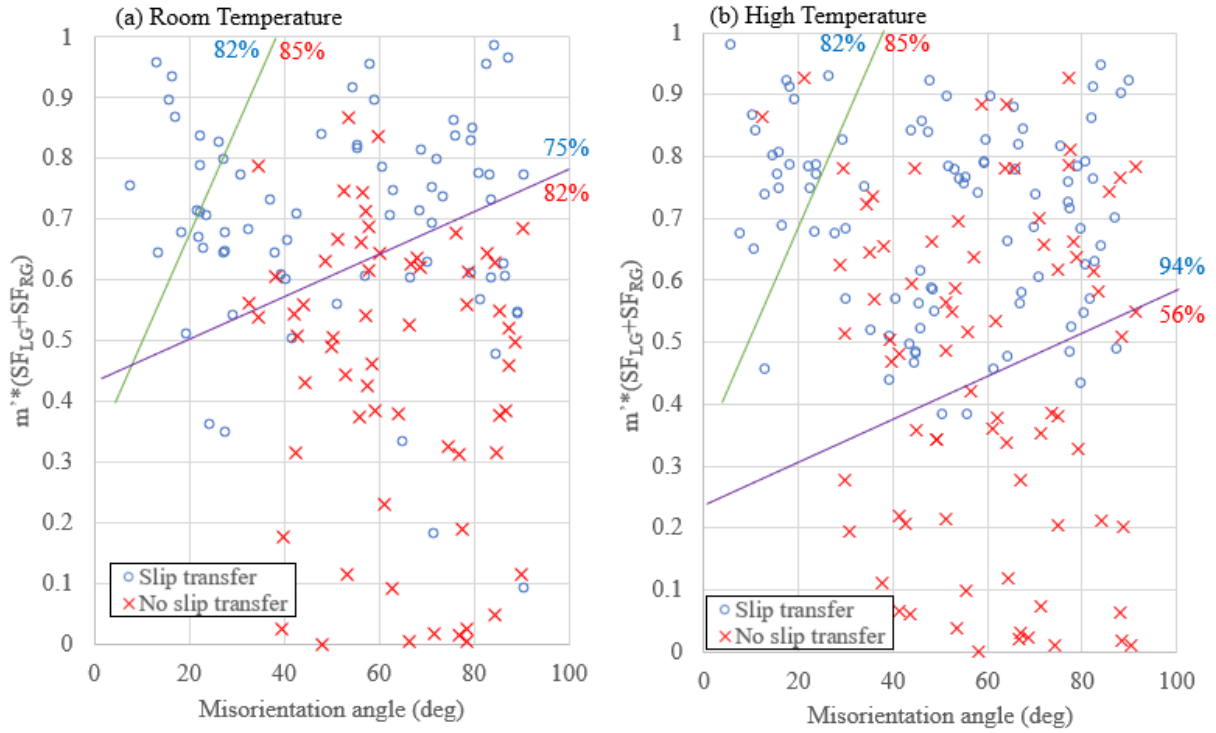 (a) Room Temperature
1
0.9
0.8
0.7
0.6
0.5
0.4
0.3
0.2
0.1
0
m’*(SF_LG+SF_RG)
82% 85%
75%
82%
Slip transfer
No slip transfer
0 20 40 60 80 100
Misorientation angle (deg)
(b) High Temperature
1
0.9
0.8
0.7
0.6
0.5
0.4
0.3
0.2
0.1
0
m’*(SF_LG+SF_RG)
82% 85%
94%
56%
Slip transfer
No slip transfer
0 20 40 60 80 100
Misorientation angle (deg)